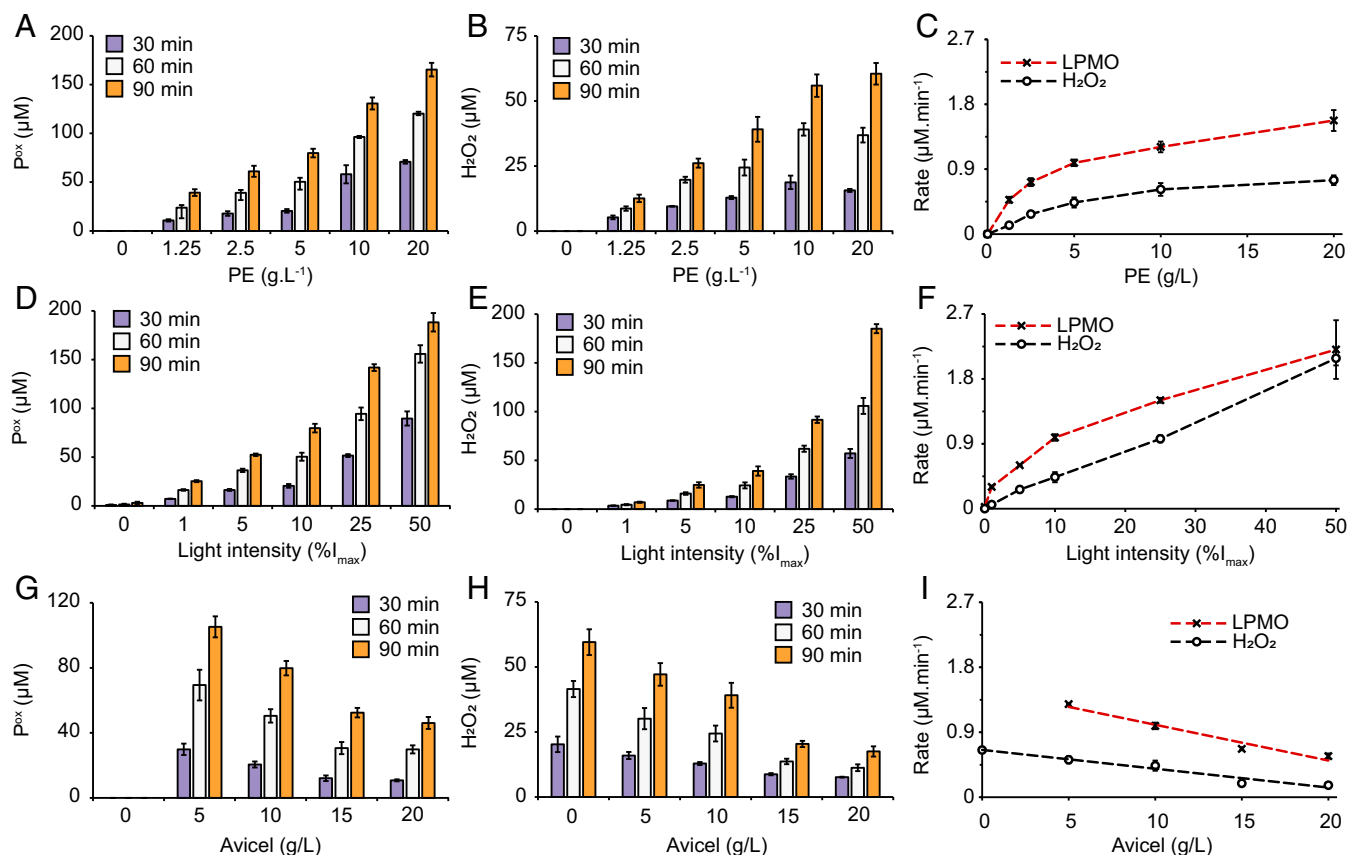 A
Pᵒˣ (µM)
200
150
100
50
0
30 min
60 min
90 min
0 1.25 2.5 5 10 20
PE (g.L⁻¹)
B
H₂O₂ (µM)
75
50
25
0
30 min
60 min
90 min
0 1.25 2.5 5 10 20
PE (g.L⁻¹)
C
Rate (µM.min⁻¹)
2.7
1.8
0.9
0
LPMO
H₂O₂
0 5 10 15 20
PE (g/L)
D
Pᵒˣ (µM)
200
150
100
50
0
30 min
60 min
90 min
0 1 5 10 25 50
Light intensity (%Iₘₐₓ)
E
H₂O₂ (µM)
200
150
100
50
0
30 min
60 min
90 min
0 1 5 10 25 50
Light intensity (%Iₘₐₓ)
F
Rate (µM.min⁻¹)
2.7
1.8
0.9
0
LPMO
H₂O₂
0 10 20 30 40 50
Light intensity (%Iₘₐₓ)
G
Pᵒˣ (µM)
120
80
40
0
30 min
60 min
90 min
0 5 10 15 20
Avicel (g/L)
H
H₂O₂ (µM)
75
50
25
0
30 min
60 min
90 min
0 5 10 15 20
Avicel (g/L)
I
Rate (µM.min⁻¹)
2.7
1.8
0.9
0
LPMO
H₂O₂
0 5 10 15 20
Avicel (g/L)